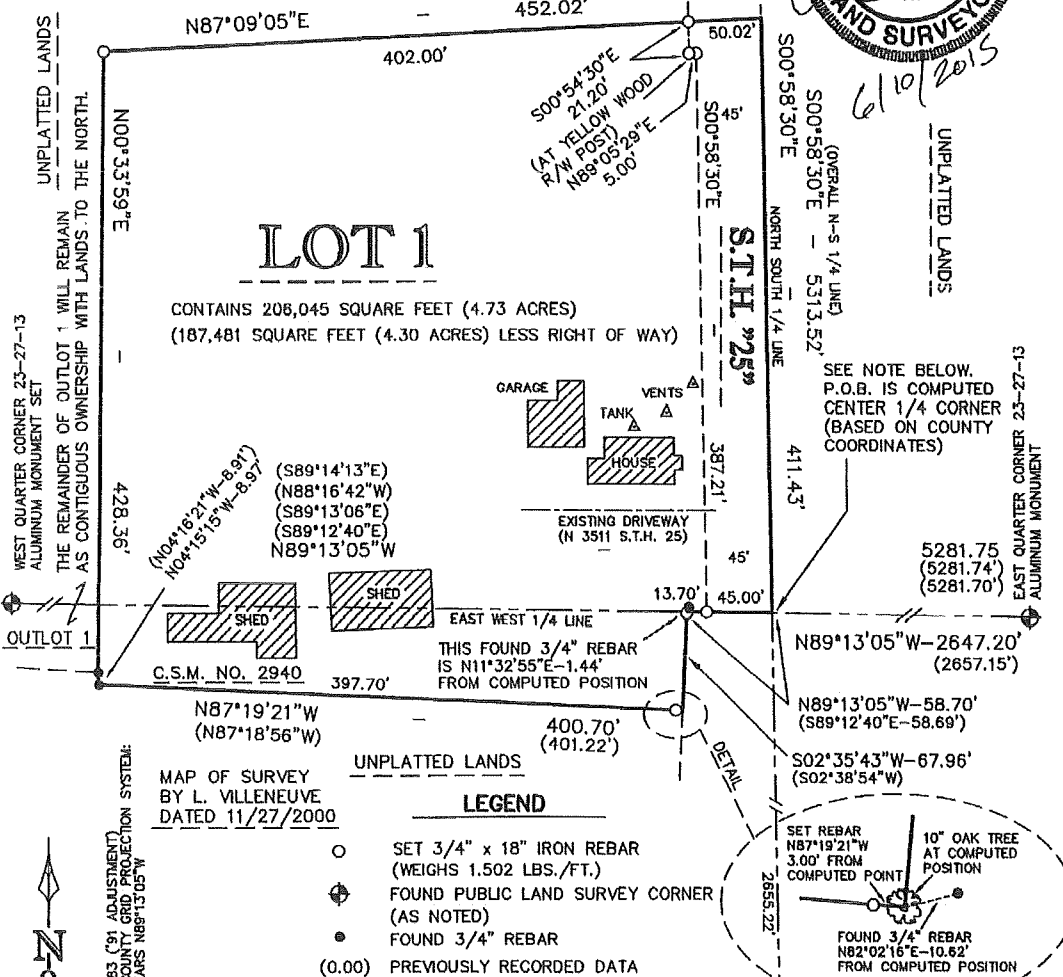 N87°09'05"E
–
452.02'
402.00'
50.02'
AND SURVEYO
6/10/2015
UNPLATTED LANDS
THE REMAINDER OF OUTLOT 1 WILL REMAIN
AS CONTIGUOUS OWNERSHIP WITH LANDS TO THE NORTH.
N00°33'59"E
–
428.36'
S00°54'30"E
21.20'
(AT YELLOW WOOD
R/W POST)
N89°05'29"E
5.00'
45'
S00°58'30"E
–
387.21'
S.T.H. "25"
S00°58'30"E
–
411.43'
NORTH SOUTH 1/4 LINE
S00°58'30"E – 5313.52'
(OVERALL N-S 1/4 LINE)
UNPLATTED LANDS
LOT 1
CONTAINS 206,045 SQUARE FEET (4.73 ACRES)
(187,481 SQUARE FEET (4.30 ACRES) LESS RIGHT OF WAY)
GARAGE
VENTS
TANK
HOUSE
SEE NOTE BELOW.
P.O.B. IS COMPUTED
CENTER 1/4 CORNER
(BASED ON COUNTY
COORDINATES)
WEST QUARTER CORNER 23-27-13
ALUMINUM MONUMENT SET
EAST QUARTER CORNER 23-27-13
ALUMINUM MONUMENT
(N04°16'21"W-8.91')
N04°15'15"W-8.97'
(S89°14'13"E)
(N88°16'42"W)
(S89°13'06"E)
(S89°12'40"E)
N89°13'05"W
EXISTING DRIVEWAY
(N 3511 S.T.H. 25)
–
45'
5281.75
(5281.74')
(5281.70')
SHED
SHED
13.70'
45.00'
OUTLOT 1
EAST WEST 1/4 LINE
N89°13'05"W-2647.20'
(2657.15')
THIS FOUND 3/4" REBAR
IS N11°32'55"E-1.44'
FROM COMPUTED POSITION
C.S.M. NO. 2940
397.70'
N87°19'21"W
(N87°18'56"W)
–
400.70'
(401.22')
N89°13'05"W-58.70'
(S89°12'40"E-58.69')
S02°35'43"W-67.96'
(S02°38'54"W)
DETAIL
UNPLATTED LANDS
MAP OF SURVEY
BY L. VILLENEUVE
DATED 11/27/2000
LEGEND
SET 3/4" x 18" IRON REBAR
(WEIGHS 1.502 LBS./FT.)
FOUND PUBLIC LAND SURVEY CORNER
(AS NOTED)
FOUND 3/4" REBAR
(0.00) PREVIOUSLY RECORDED DATA
83 ('91 ADJUSTMENT)
COUNTY GRID PROJECTION SYSTEM:
ARS N89°13'05"W
N
2655.22'
SET REBAR
N87°19'21"W
3.00' FROM
COMPUTED POINT
10" OAK TREE
AT COMPUTED
POSITION
FOUND 3/4" REBAR
N82°02'16"E-10.62'
FROM COMPUTED POSITION